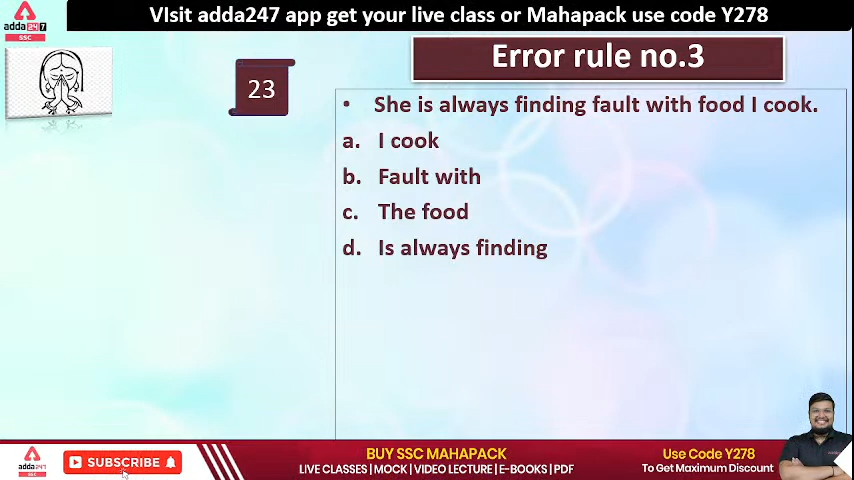 VIsit adda247 app get your live class or Mahapack use code Y278
adda247
SSC
Error rule no.3
23
• She is always finding fault with food I cook.
a. I cook
b. Fault with
c. The food
d. Is always finding
adda247
SSC
SUBSCRIBE
BUY SSC MAHAPACK
LIVE CLASSES | MOCK | VIDEO LECTURE | E-BOOKS | PDF
Use Code Y278
To Get Maximum Discount